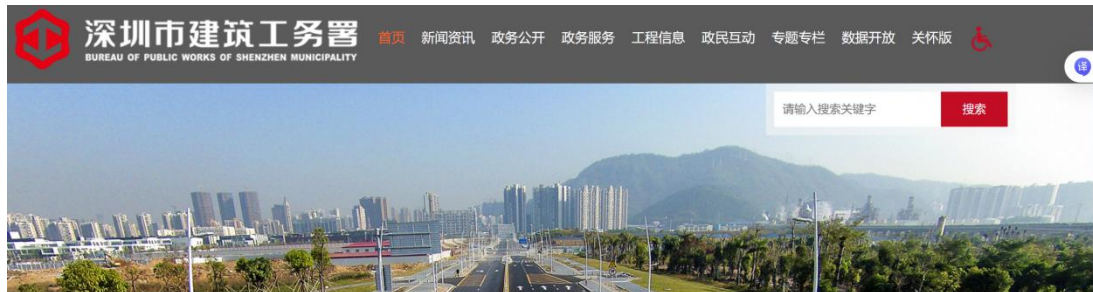 深圳市建筑工务署
BUREAU OF PUBLIC WORKS OF SHENZHEN MUNICIPALITY
首页 新闻资讯 政务公开 政务服务 工程信息 政民互动 专题专栏 数据开放 关怀版
译
请输入搜索关键字 搜索